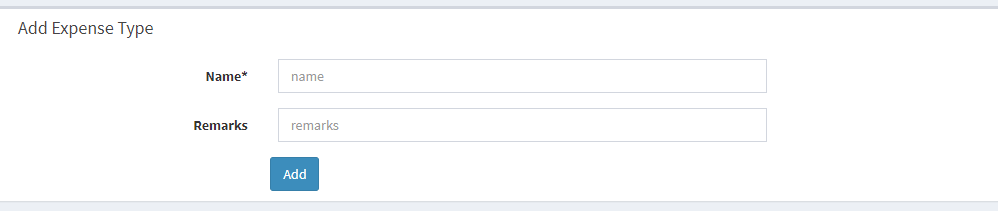 Add Expense Type
Name* name
Remarks remarks
Add